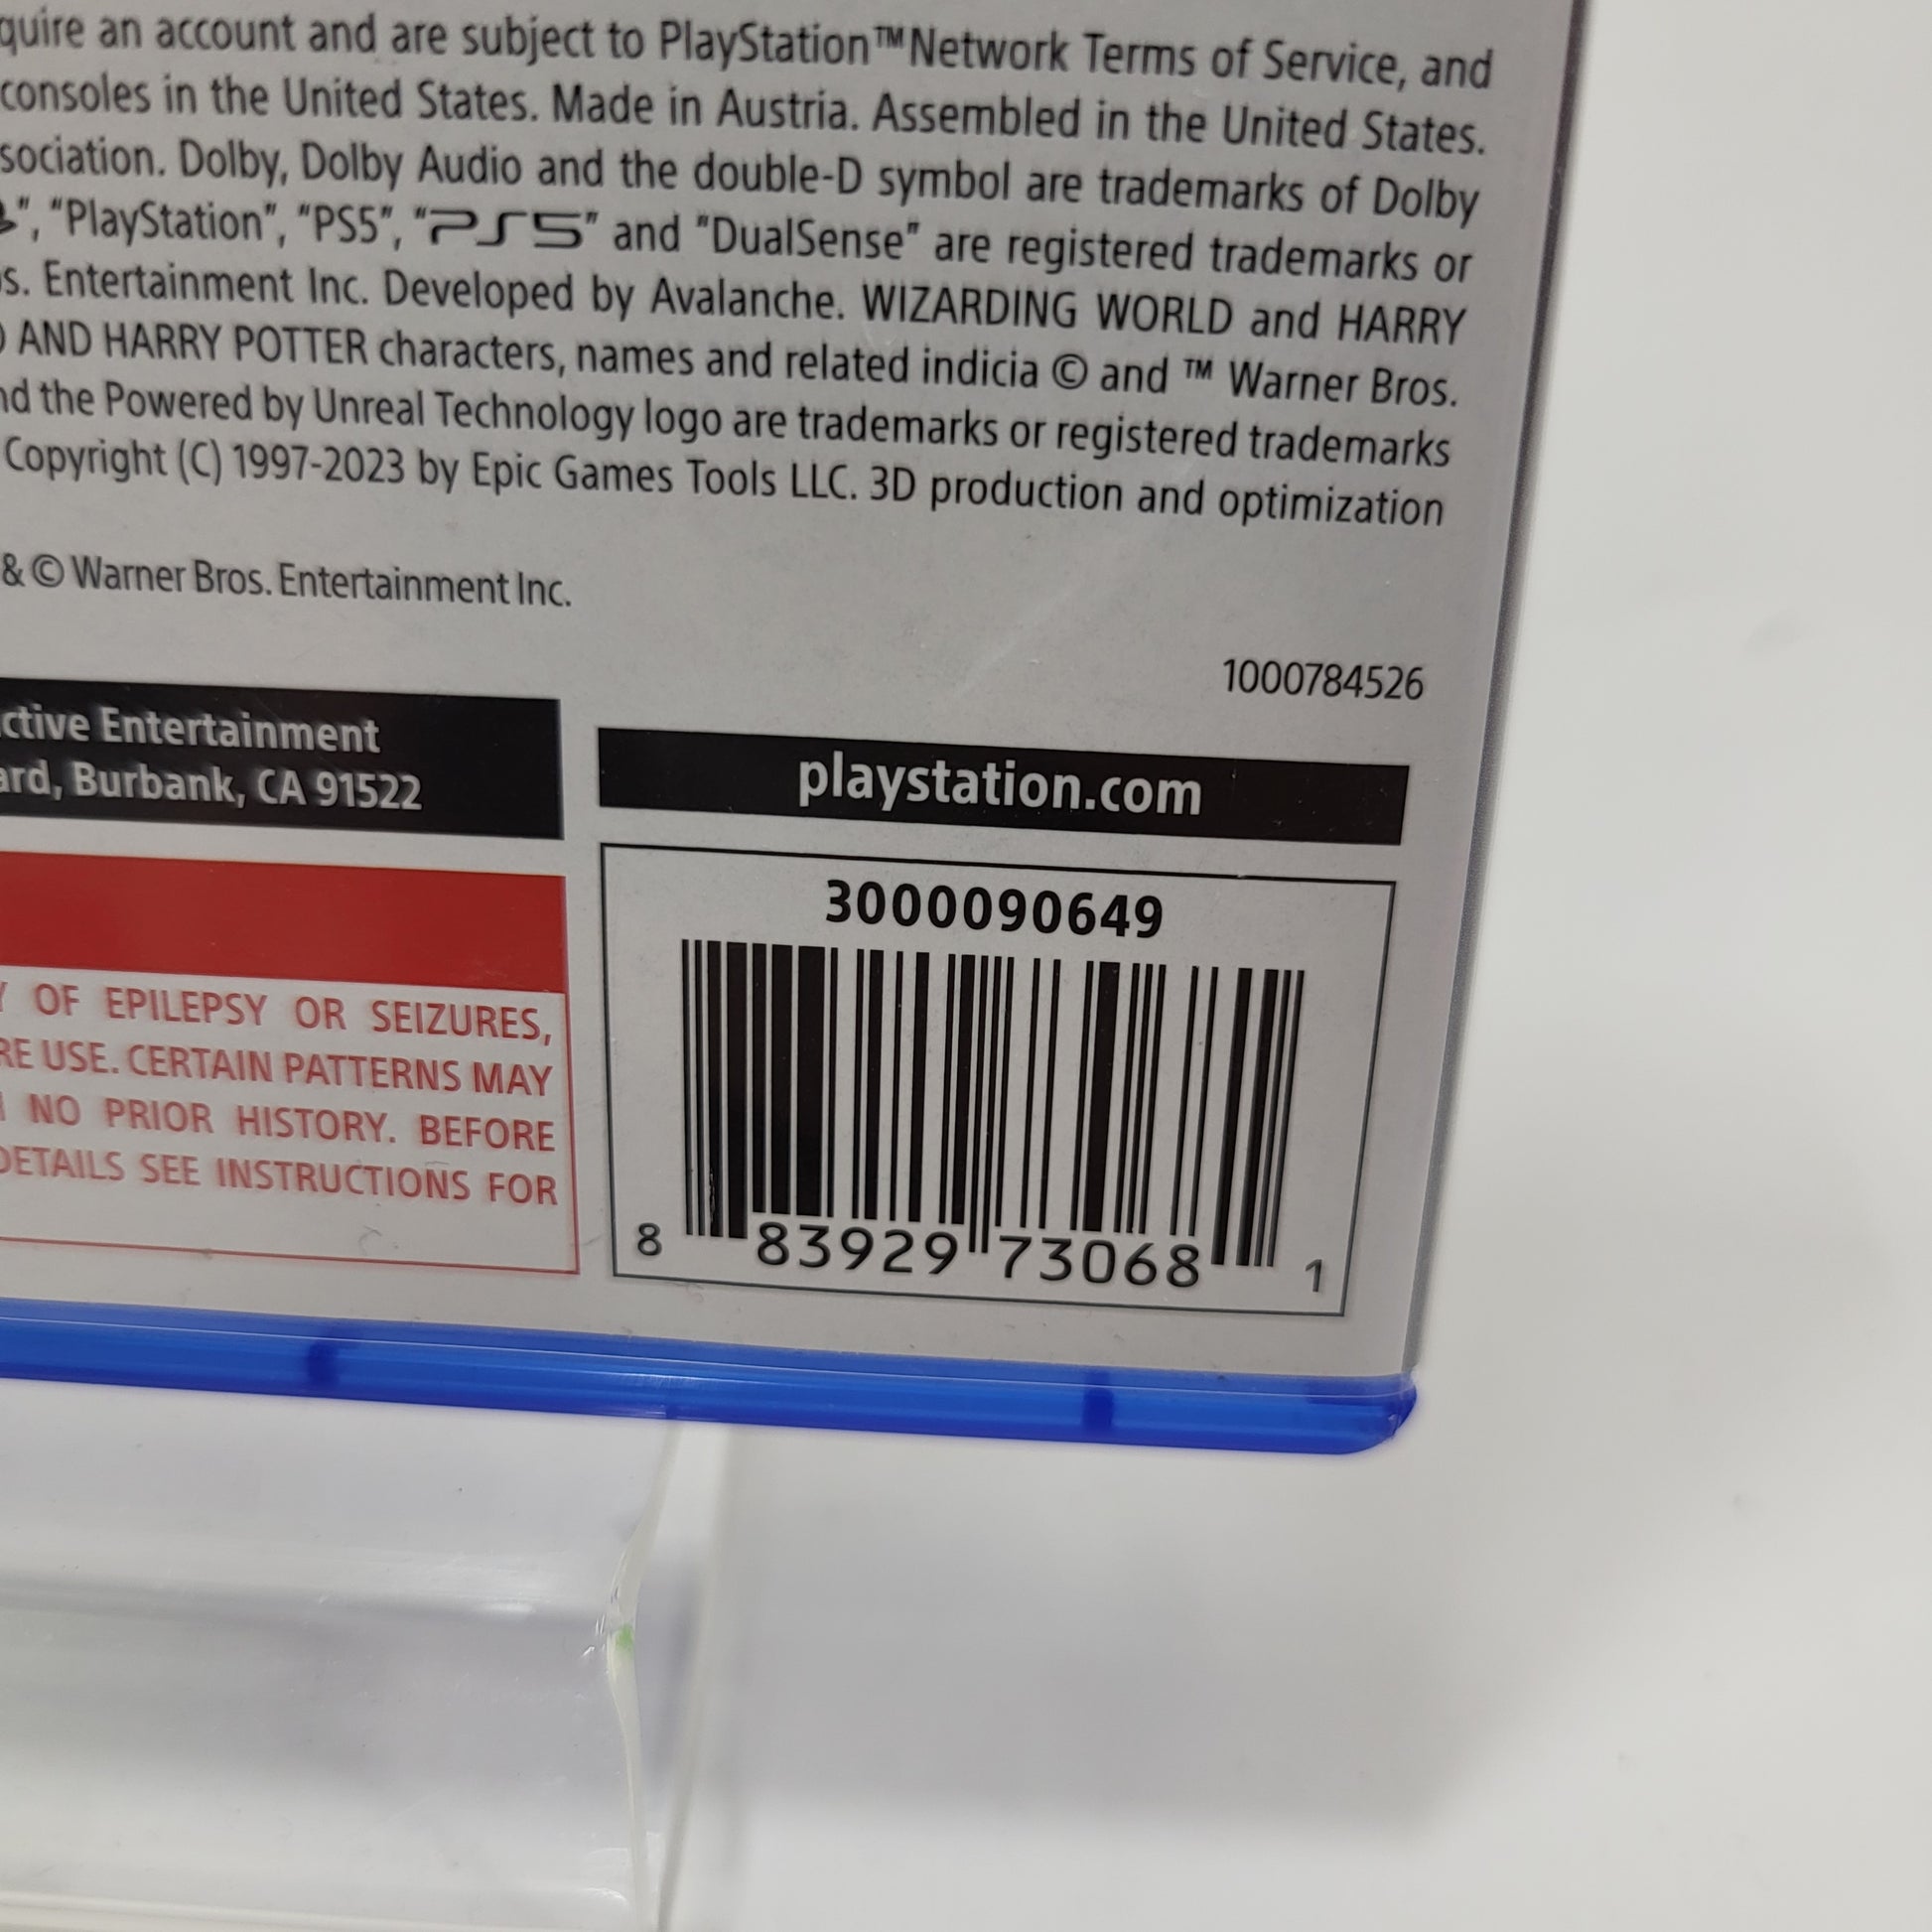 quire an account and are subject to PlayStation™Network Terms of Service, and
consoles in the United States. Made in Austria. Assembled in the United States.
sociation. Dolby, Dolby Audio and the double-D symbol are trademarks of Dolby
", "PlayStation", "PS5", "PS5" and "DualSense" are registered trademarks or
s. Entertainment Inc. Developed by Avalanche. WIZARDING WORLD and HARRY
AND HARRY POTTER characters, names and related indicia © and ™ Warner Bros.
nd the Powered by Unreal Technology logo are trademarks or registered trademarks
Copyright (C) 1997-2023 by Epic Games Tools LLC. 3D production and optimization
& © Warner Bros. Entertainment Inc.
1000784526
ctive Entertainment
ard, Burbank, CA 91522
playstation.com
3000090649
OF EPILEPSY OR SEIZURES,
RE USE. CERTAIN PATTERNS MAY
NO PRIOR HISTORY. BEFORE
DETAILS SEE INSTRUCTIONS FOR
8 83929 73068 1